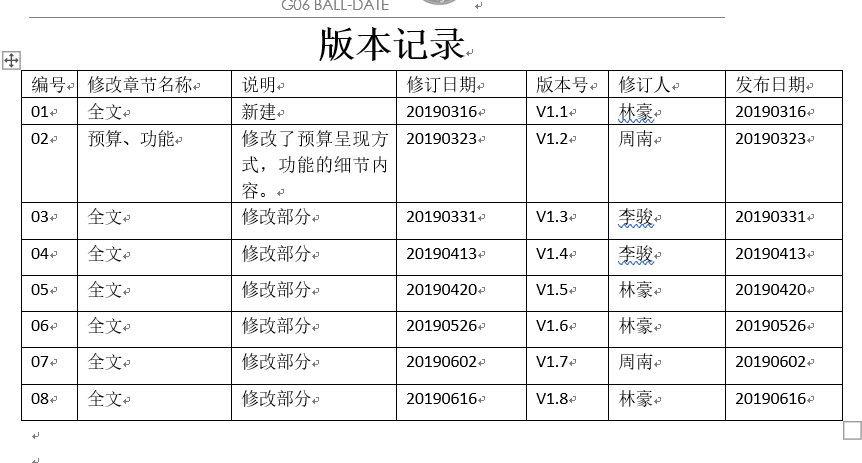 G06 BALL-DATE
版本记录
编号 修改章节名称 说明 修订日期 版本号 修订人 发布日期
01 全文 新建 20190316 V1.1 林豪 20190316
02 预算、功能 修改了预算呈现方 20190323 V1.2 周南 20190323
式，功能的细节内
容。
03 全文 修改部分 20190331 V1.3 李骏 20190331
04 全文 修改部分 20190413 V1.4 李骏 20190413
05 全文 修改部分 20190420 V1.5 林豪 20190420
06 全文 修改部分 20190526 V1.6 林豪 20190526
07 全文 修改部分 20190602 V1.7 周南 20190602
08 全文 修改部分 20190616 V1.8 林豪 20190616